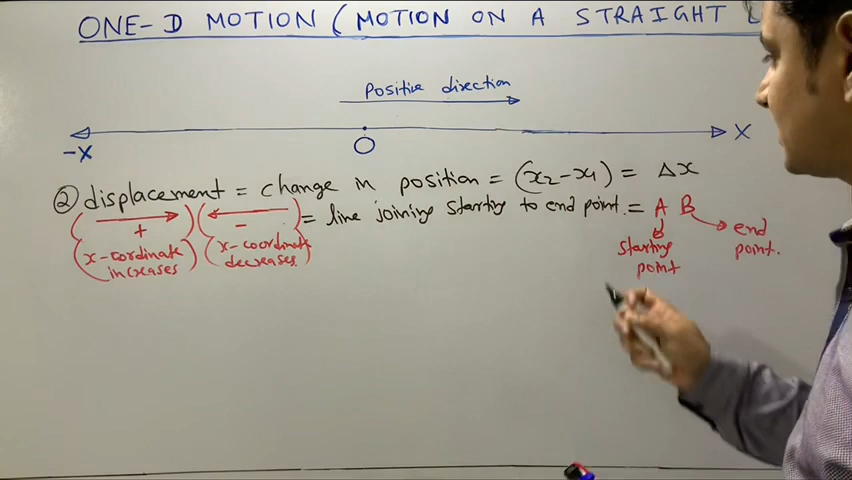 ONE-D MOTION (MOTION ON A STRAIGHT
Positive direction
-X O X
② displacement = change in position = (x₂-x₁) = Δx
= line joining starting to end point. = A B
+ -
(x-cordinate increases) (x-coordinate decreases)
starting point
end point.